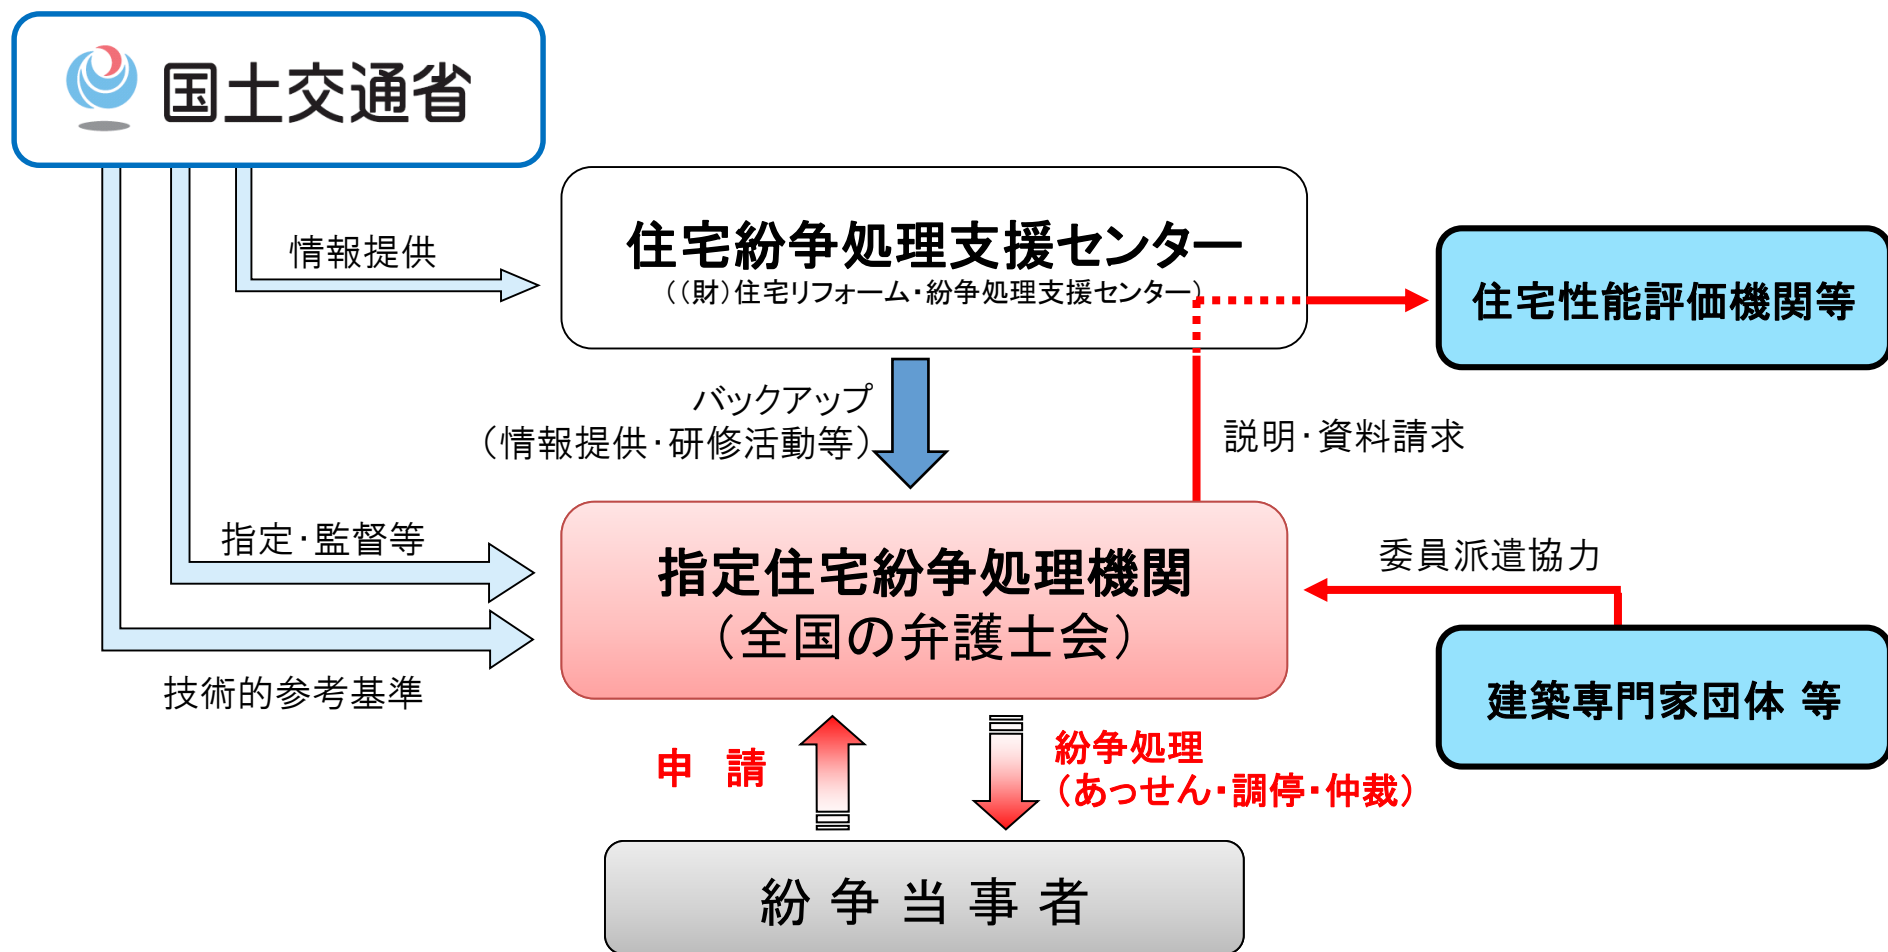 国土交通省
情報提供
住宅紛争処理支援センター
（（財）住宅リフォーム・紛争処理支援センター）
住宅性能評価機関等
バックアップ
（情報提供・研修活動等）
説明・資料請求
指定・監督等
指定住宅紛争処理機関
（全国の弁護士会）
委員派遣協力
技術的参考基準
建築専門家団体 等
申　請
紛争処理
（あっせん・調停・仲裁）
紛 争 当 事 者